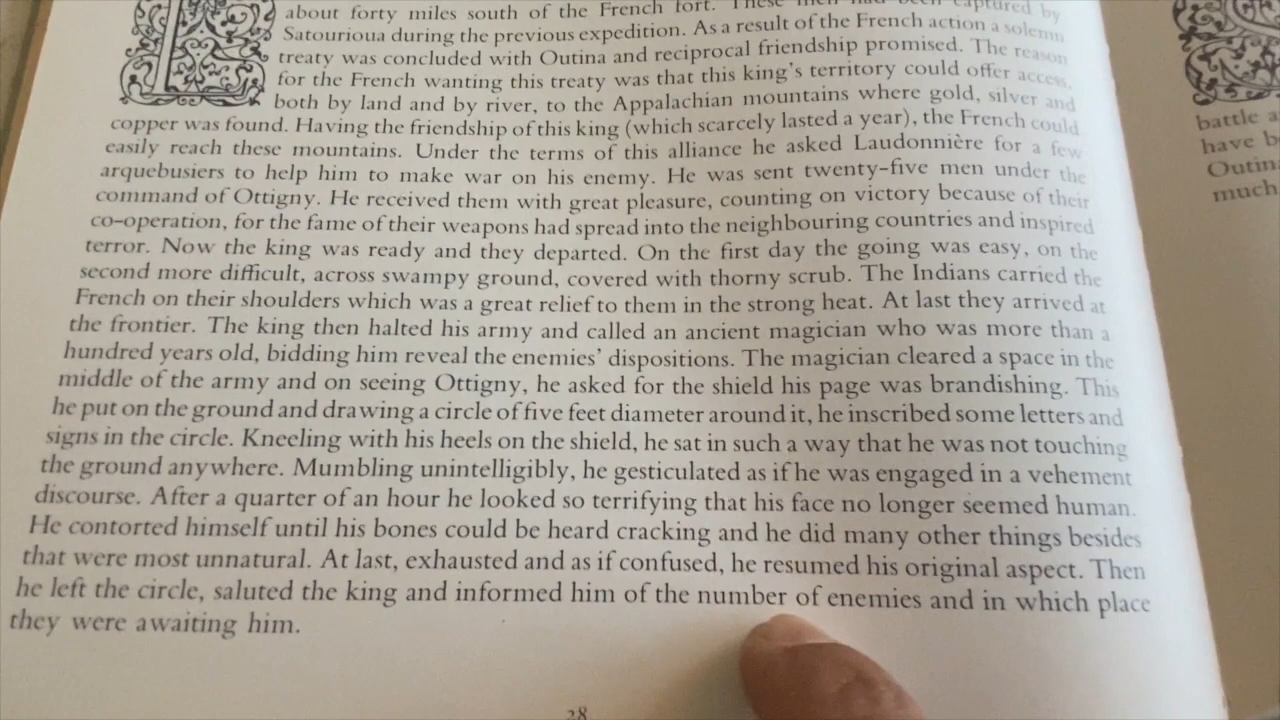 about forty miles south of the French fort. These men had been captured by
Satourioua during the previous expedition. As a result of the French action a solemn
treaty was concluded with Outina and reciprocal friendship promised. The reason
for the French wanting this treaty was that this king's territory could offer access,
both by land and by river, to the Appalachian mountains where gold, silver and
copper was found. Having the friendship of this king (which scarcely lasted a year), the French could
easily reach these mountains. Under the terms of this alliance he asked Laudonnière for a few
arquebusiers to help him to make war on his enemy. He was sent twenty-five men under the
command of Ottigny. He received them with great pleasure, counting on victory because of their
co-operation, for the fame of their weapons had spread into the neighbouring countries and inspired
terror. Now the king was ready and they departed. On the first day the going was easy, on the
second more difficult, across swampy ground, covered with thorny scrub. The Indians carried the
French on their shoulders which was a great relief to them in the strong heat. At last they arrived at
the frontier. The king then halted his army and called an ancient magician who was more than a
hundred years old, bidding him reveal the enemies' dispositions. The magician cleared a space in the
middle of the army and on seeing Ottigny, he asked for the shield his page was brandishing. This
he put on the ground and drawing a circle of five feet diameter around it, he inscribed some letters and
signs in the circle. Kneeling with his heels on the shield, he sat in such a way that he was not touching
the ground anywhere. Mumbling unintelligibly, he gesticulated as if he was engaged in a vehement
discourse. After a quarter of an hour he looked so terrifying that his face no longer seemed human.
He contorted himself until his bones could be heard cracking and he did many other things besides
that were most unnatural. At last, exhausted and as if confused, he resumed his original aspect. Then
he left the circle, saluted the king and informed him of the number of enemies and in which place
they were awaiting him.
28
battle
have
Outin
much